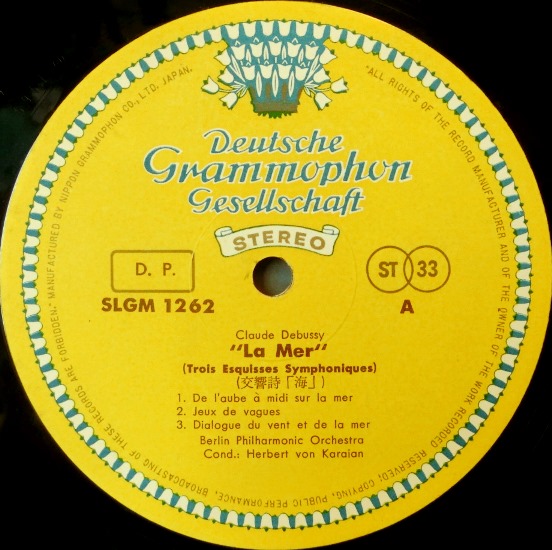 Deutsche
Grammophon
Gesellschaft
STEREO
D. P.
ST 33
SLGM 1262
A
Claude Debussy
"La Mer"
(Trois Esquisses Symphoniques)
(交響詩「海」)
1. De l'aube à midi sur la mer
2. Jeux de vagues
3. Dialogue du vent et de la mer
Berlin Philharmonic Orchestra
Cond.: Herbert von Karaian
"ALL RIGHTS OF THE RECORD MANUFACTURER AND OF THE OWNER OF THE WORK RECORDED RESERVED; COPYING, PUBLIC PERFORMANCE, BROADCASTING OF THESE RECORDS ARE FORBIDDEN." MANUFACTURED BY NIPPON GRAMMOPHON CO., LTD, JAPAN.